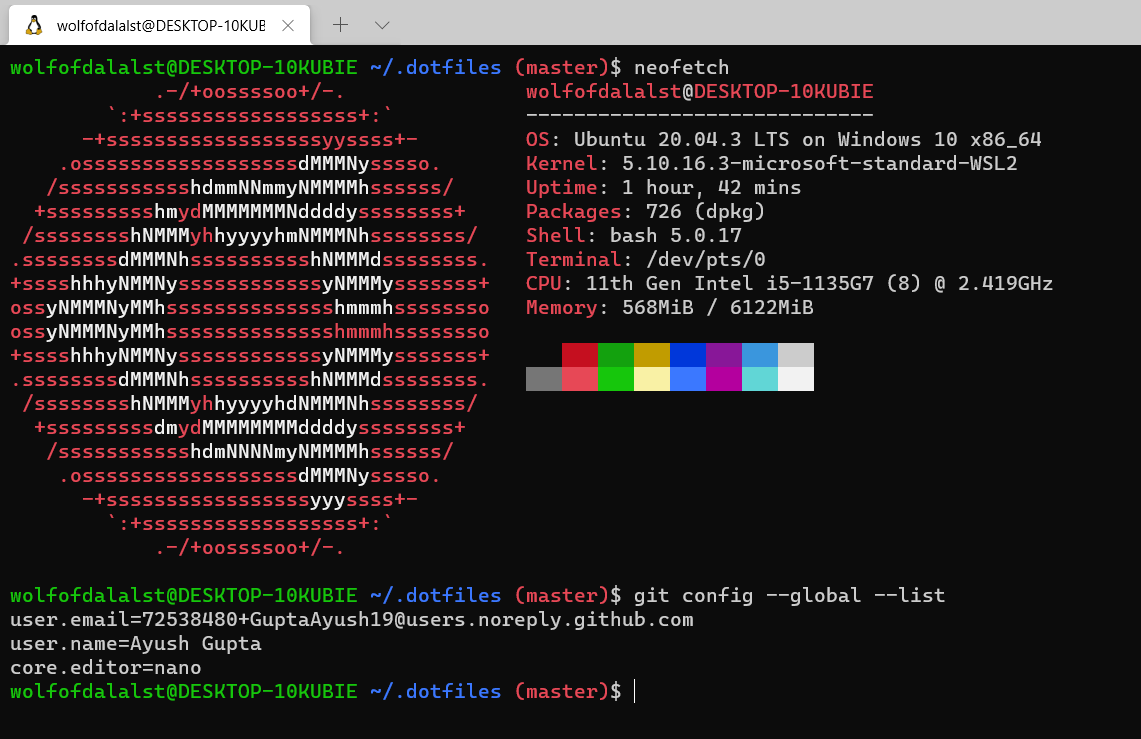 wolfofdalalst@DESKTOP-10KUB
wolfofdalalst@DESKTOP-10KUBIE ~/.dotfiles (master)$ neofetch
            .-/+oossssoo+/-.               wolfofdalalst@DESKTOP-10KUBIE
        `:+ssssssssssssssssss+:`           -----------------------------
      -+ssssssssssssssssssyyssss+-         OS: Ubuntu 20.04.3 LTS on Windows 10 x86_64
    .ossssssssssssssssssdMMMNysssso.       Kernel: 5.10.16.3-microsoft-standard-WSL2
   /ssssssssssshdmmNNmmyNMMMMhssssss/      Uptime: 1 hour, 42 mins
  +ssssssssshmydMMMMMMMNddddyssssssss+     Packages: 726 (dpkg)
 /sssssssshNMMMyhhyyyyhmNMMMNhssssssss/    Shell: bash 5.0.17
.ssssssssdMMMNhsssssssssshNMMMdssssssss.   Terminal: /dev/pts/0
+sssshhhyNMMNyssssssssssssyNMMMysssssss+   CPU: 11th Gen Intel i5-1135G7 (8) @ 2.419GHz
ossyNMMMNyMMhsssssssssssssshmmmhssssssso   Memory: 568MiB / 6122MiB
ossyNMMMNyMMhsssssssssssssshmmmhssssssso
+sssshhhyNMMNyssssssssssssyNMMMysssssss+
.ssssssssdMMMNhsssssssssshNMMMdssssssss.
 /sssssssshNMMMyhhyyyyhdNMMMNhssssssss/
  +sssssssssdmydMMMMMMMMddddyssssssss+
   /ssssssssssshdmNNNNmyNMMMMhssssss/
    .ossssssssssssssssssdMMMNysssso.
      -+sssssssssssssssssyyyssss+-
        `:+ssssssssssssssssss+:`
            .-/+oossssoo+/-.
wolfofdalalst@DESKTOP-10KUBIE ~/.dotfiles (master)$ git config --global --list
user.email=72538480+GuptaAyush19@users.noreply.github.com
user.name=Ayush Gupta
core.editor=nano
wolfofdalalst@DESKTOP-10KUBIE ~/.dotfiles (master)$